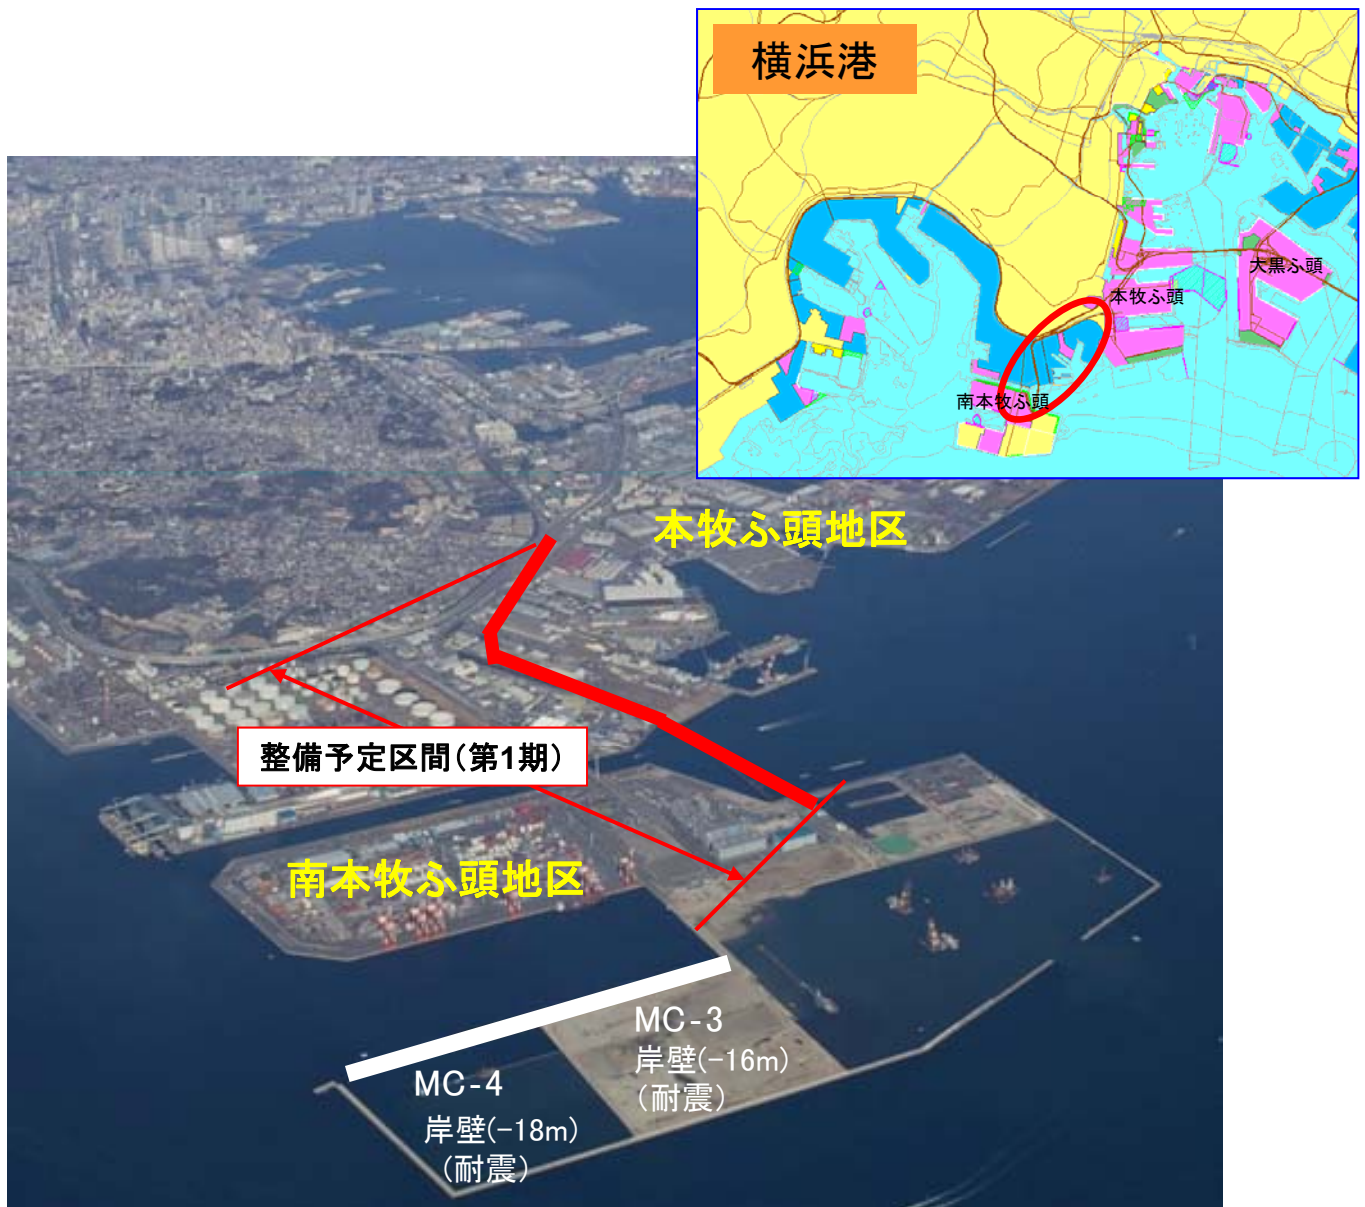 横浜港
大黒ふ頭
本牧ふ頭
南本牧ふ頭
本牧ふ頭地区
整備予定区間(第1期)
南本牧ふ頭地区
MC-3
岸壁(-16m)
(耐震)
MC-4
岸壁(-18m)
(耐震)